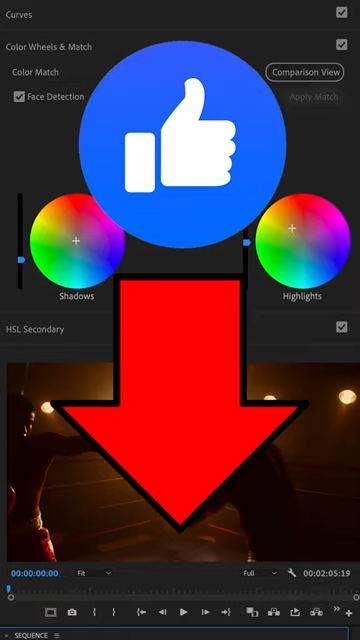 Curves
Color Wheels & Match
Color Match
Comparison View
Face Detection
Apply Match
Shadows
Highlights
HSL Secondary
00:00:00:00
Fit
Full
00:02:05:19
SEQUENCE